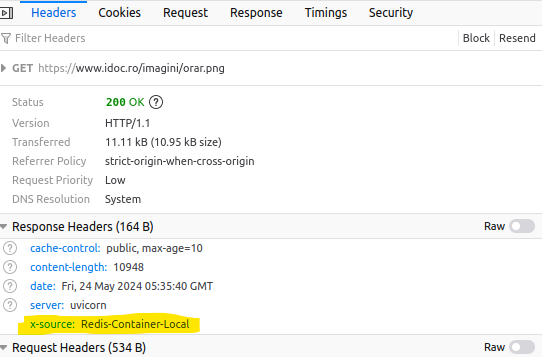 Headers Cookies Request Response Timings Security
Filter Headers Block Resend
GET https://www.idoc.ro/imagini/orar.png
Status 200 OK ?
Version HTTP/1.1
Transferred 11.11 kB (10.95 kB size)
Referrer Policy strict-origin-when-cross-origin
Request Priority Low
DNS Resolution System
Response Headers (164 B) Raw
? cache-control: public, max-age=10
? content-length: 10948
? date: Fri, 24 May 2024 05:35:40 GMT
? server: uvicorn
x-source: Redis-Container-Local
Request Headers (534 B) Raw